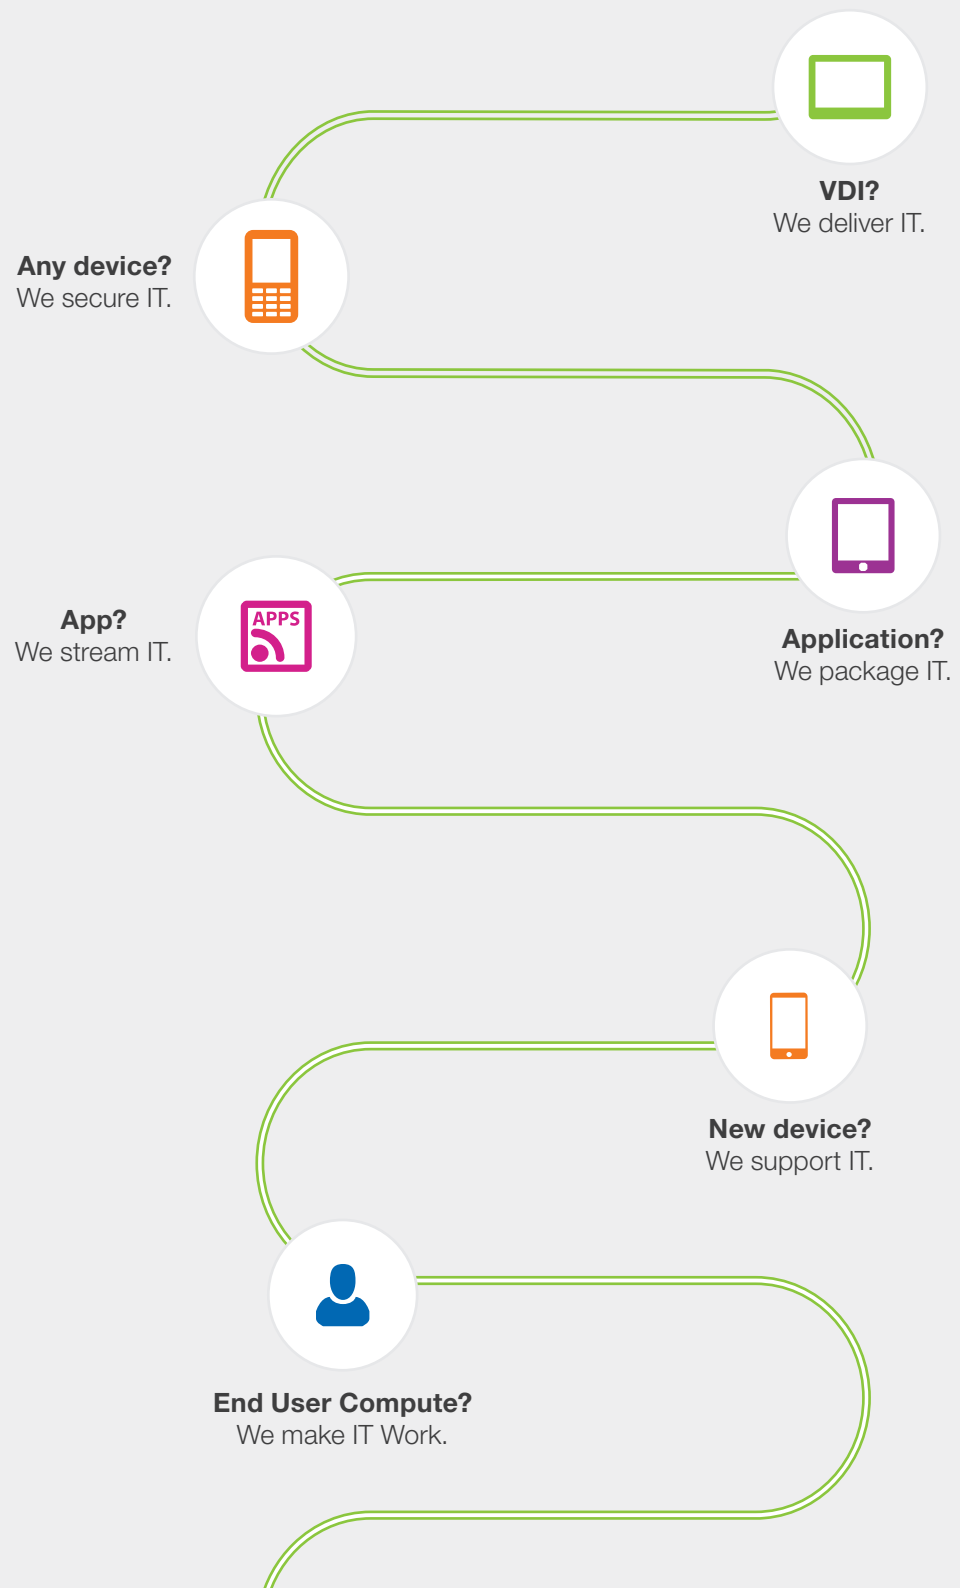 VDI?
We deliver IT.
Any device?
We secure IT.
Application?
We package IT.
APPS
App?
We stream IT.
New device?
We support IT.
End User Compute?
We make IT Work.